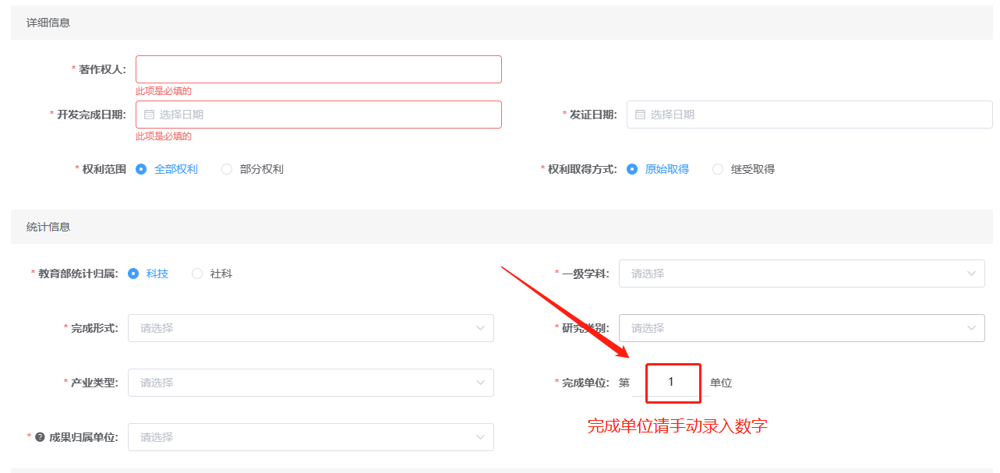 详细信息
* 著作权人:
此项是必填的
* 开发完成日期: 选择日期 * 发证日期: 选择日期
此项是必填的
* 权利范围 全部权利 部分权利 * 权利取得方式: 原始取得 继受取得
统计信息
* 教育部统计归属: 科技 社科 * 一级学科: 请选择
* 完成形式: 请选择 * 研究类别: 请选择
* 产业类型: 请选择 * 完成单位: 第 1 单位
完成单位请手动录入数字
* ? 成果归属单位: 请选择